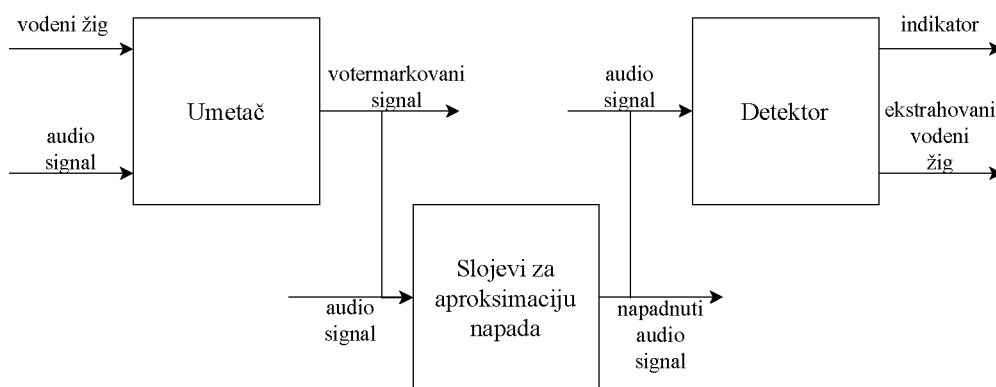 vodeni žig
audio
signal
Umetač
votermarkovani
signal
audio
signal
Slojevi za
aproksimaciju
napada
napadnuti
audio
signal
audio
signal
Detektor
indikator
ekstrahovani
vodeni
žig